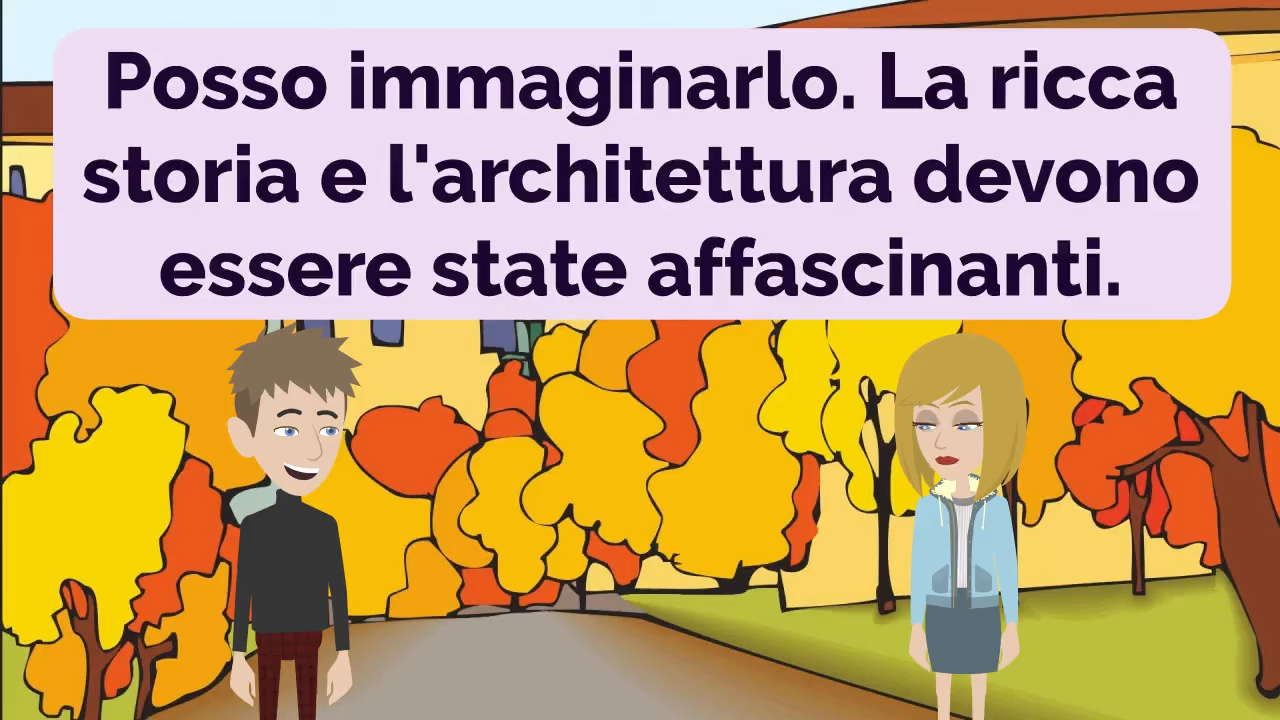 Posso immaginarlo. La ricca
storia e l'architettura devono
essere state affascinanti.